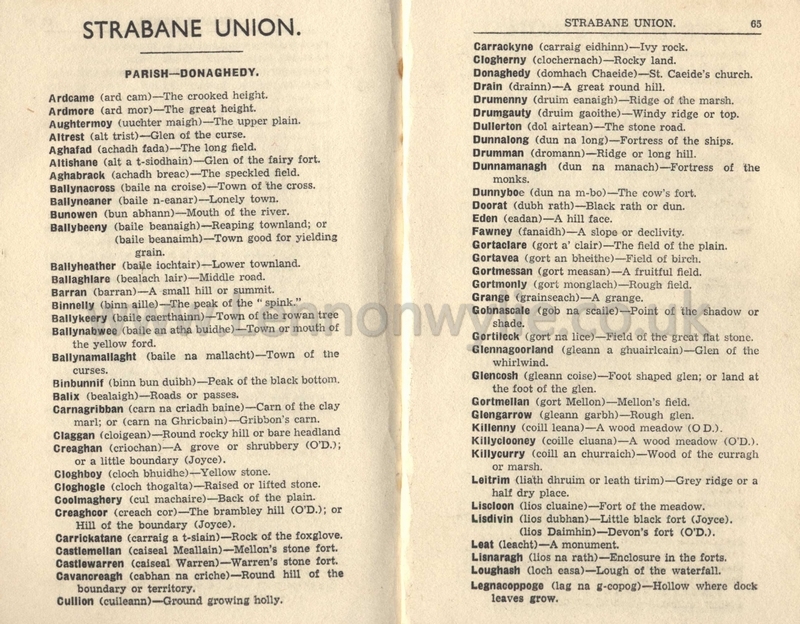 STRABANE UNION.
PARISH—DONAGHEDY.
Ardcame (ard cam)—The crooked height.
Ardmore (ard mor)—The great height.
Aughtermoy (uuchter maigh)—The upper plain.
Altrest (alt trist)—Glen of the curse.
Aghafad (achadh fada)—The long field.
Altishane (alt a t-siodhain)—Glen of the fairy fort.
Aghabrack (achadh breac)—The speckled field.
Ballynacross (baile na croise)—Town of the cross.
Ballyneaner (baile n-eanar)—Lonely town.
Bunowen (bun abhann)—Mouth of the river.
Ballybeeny (baile beanaigh)—Reaping townland; or
(baile beanaimh)—Town good for yielding
grain.
Ballyheather (baile iochtair)—Lower townland.
Ballaghlare (bealach lair)—Middle road.
Barran (barran)—A small hill or summit.
Binnelly (binn aille)—The peak of the "spink."
Ballykeery (baile caerthainn)—Town of the rowan tree
Ballynabwee (baile an atha buidhe)—Town or mouth of
the yellow ford.
Ballynamallaght (baile na mallacht)—Town of the
curses.
Binbunnif (binn bun duibh)—Peak of the black bottom.
Balix (bealaigh)—Roads or passes.
Carnagribban (carn na criadh baine)—Carn of the clay
marl; or (carn na Ghricbain)—Gribbon's carn.
Claggan (cloigean)—Round rocky hill or bare headland
Creaghan (criochan)—A grove or shrubbery (O'D.);
or a little boundary (Joyce).
Cloghboy (cloch bhuidhe)—Yellow stone.
Cloghogle (cloch thogalta)—Raised or lifted stone.
Coolmaghery (cul machaire)—Back of the plain.
Creaghcor (creach cor)—The brambley hill (O'D.); or
Hill of the boundary (Joyce).
Carrickatane (carraig a t-slain)—Rock of the foxglove.
Castlemellan (caiseal Meallain)—Mellon's stone fort.
Castlewarren (caiseal Warren)—Warren's stone fort.
Cavancreagh (cabhan na criche)—Round hill of the
boundary or territory.
Cullion (cuileann)—Ground growing holly.
STRABANE UNION. 65
Carrackyne (carraig eidhinn)—Ivy rock.
Clogherny (clochernach)—Rocky land.
Donaghedy (domhach Chaeide)—St. Caeide's church.
Drain (drainn)—A great round hill.
Drumenny (druim eanaigh)—Ridge of the marsh.
Drumgauty (druim gaoithe)—Windy ridge or top.
Dullerton (dol airtean)—The stone road.
Dunnalong (dun na long)—Fortress of the ships.
Drumman (dromann)—Ridge or long hill.
Dunnamanagh (dun na manach)—Fortress of the
monks.
Dunnyboe (dun na m-bo)—The cow's fort.
Doorat (dubh rath)—Black rath or dun.
Eden (eadan)—A hill face.
Fawney (fanaidh)—A slope or declivity.
Gortaclare (gort a' clair)—The field of the plain.
Gortavea (gort an bheithe)—Field of birch.
Gortmessan (gort measan)—A fruitful field.
Gortmonly (gort monglach)—Rough field.
Grange (grainseach)—A grange.
Gobnascale (gob na scalle)—Point of the shadow or
shade.
Gortileck (gort na lice)—Field of the great flat stone.
Glennagoorland (gleann a ghuairlcain)—Glen of the
whirlwind.
Glencosh (gleann coise)—Foot shaped glen; or land at
the foot of the glen.
Gortmellan (gort Mellon)—Mellon's field.
Glengarrow (gleann garbh)—Rough glen.
Killenny (coill leana)—A wood meadow (O D.).
Killyclooney (coille cluana)—A wood meadow (O'D.).
Killycurry (coill an churraich)—Wood of the curragh
or marsh.
Leitrim (liath dhruim or leath tirim)—Grey ridge or a
half dry place.
Liscloon (lios cluaine)—Fort of the meadow.
Lisdivin (lios dubhan)—Little black fort (Joyce).
(lios Daimhin)—Devon's fort (O'D.).
Leat (leacht)—A monument.
Lisnaragh (lios na rath)—Enclosure in the forts.
Loughash (loch easa)—Lough of the waterfall.
Legnacoppoge (lag na g-copog)—Hollow where dock
leaves grow.